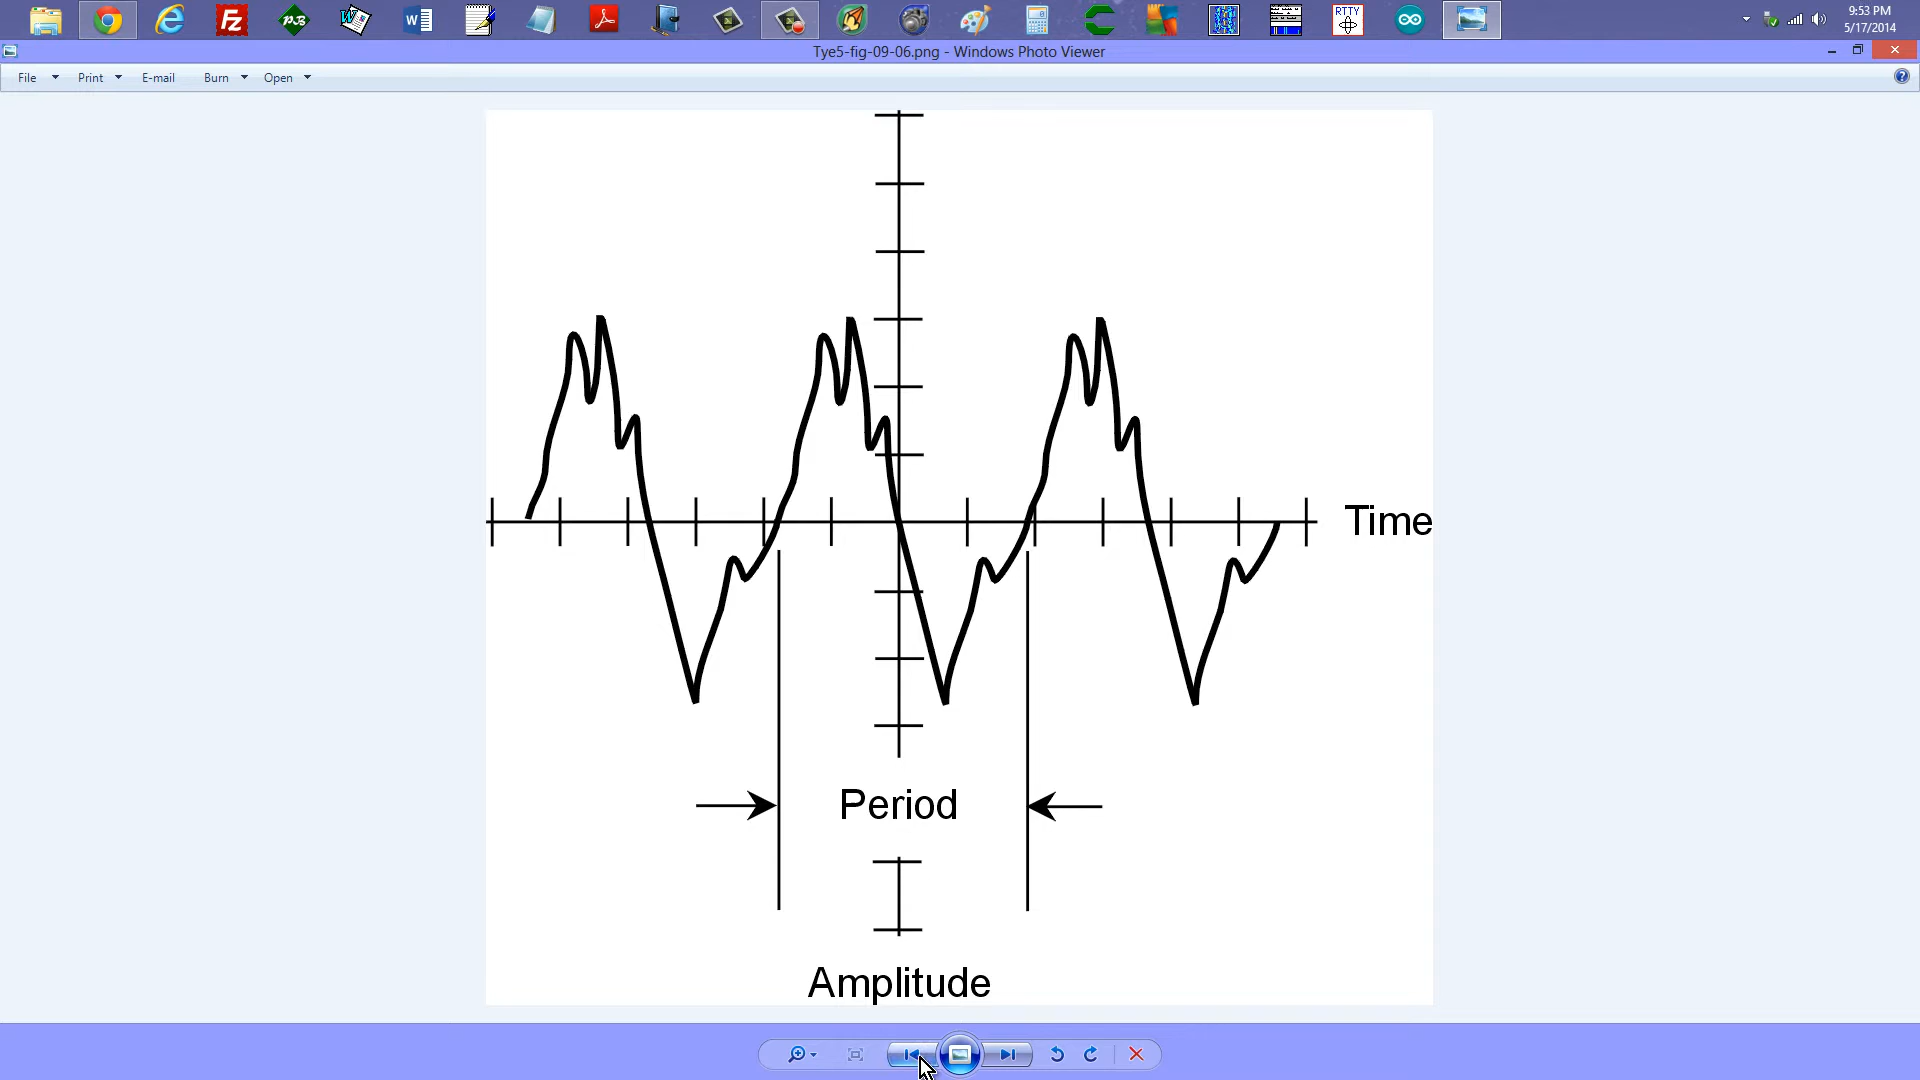 RTTY
9:53 PM
5/17/2014
Tye5-fig-09-06.png - Windows Photo Viewer
File Print E-mail Burn Open
Time
Period
Amplitude